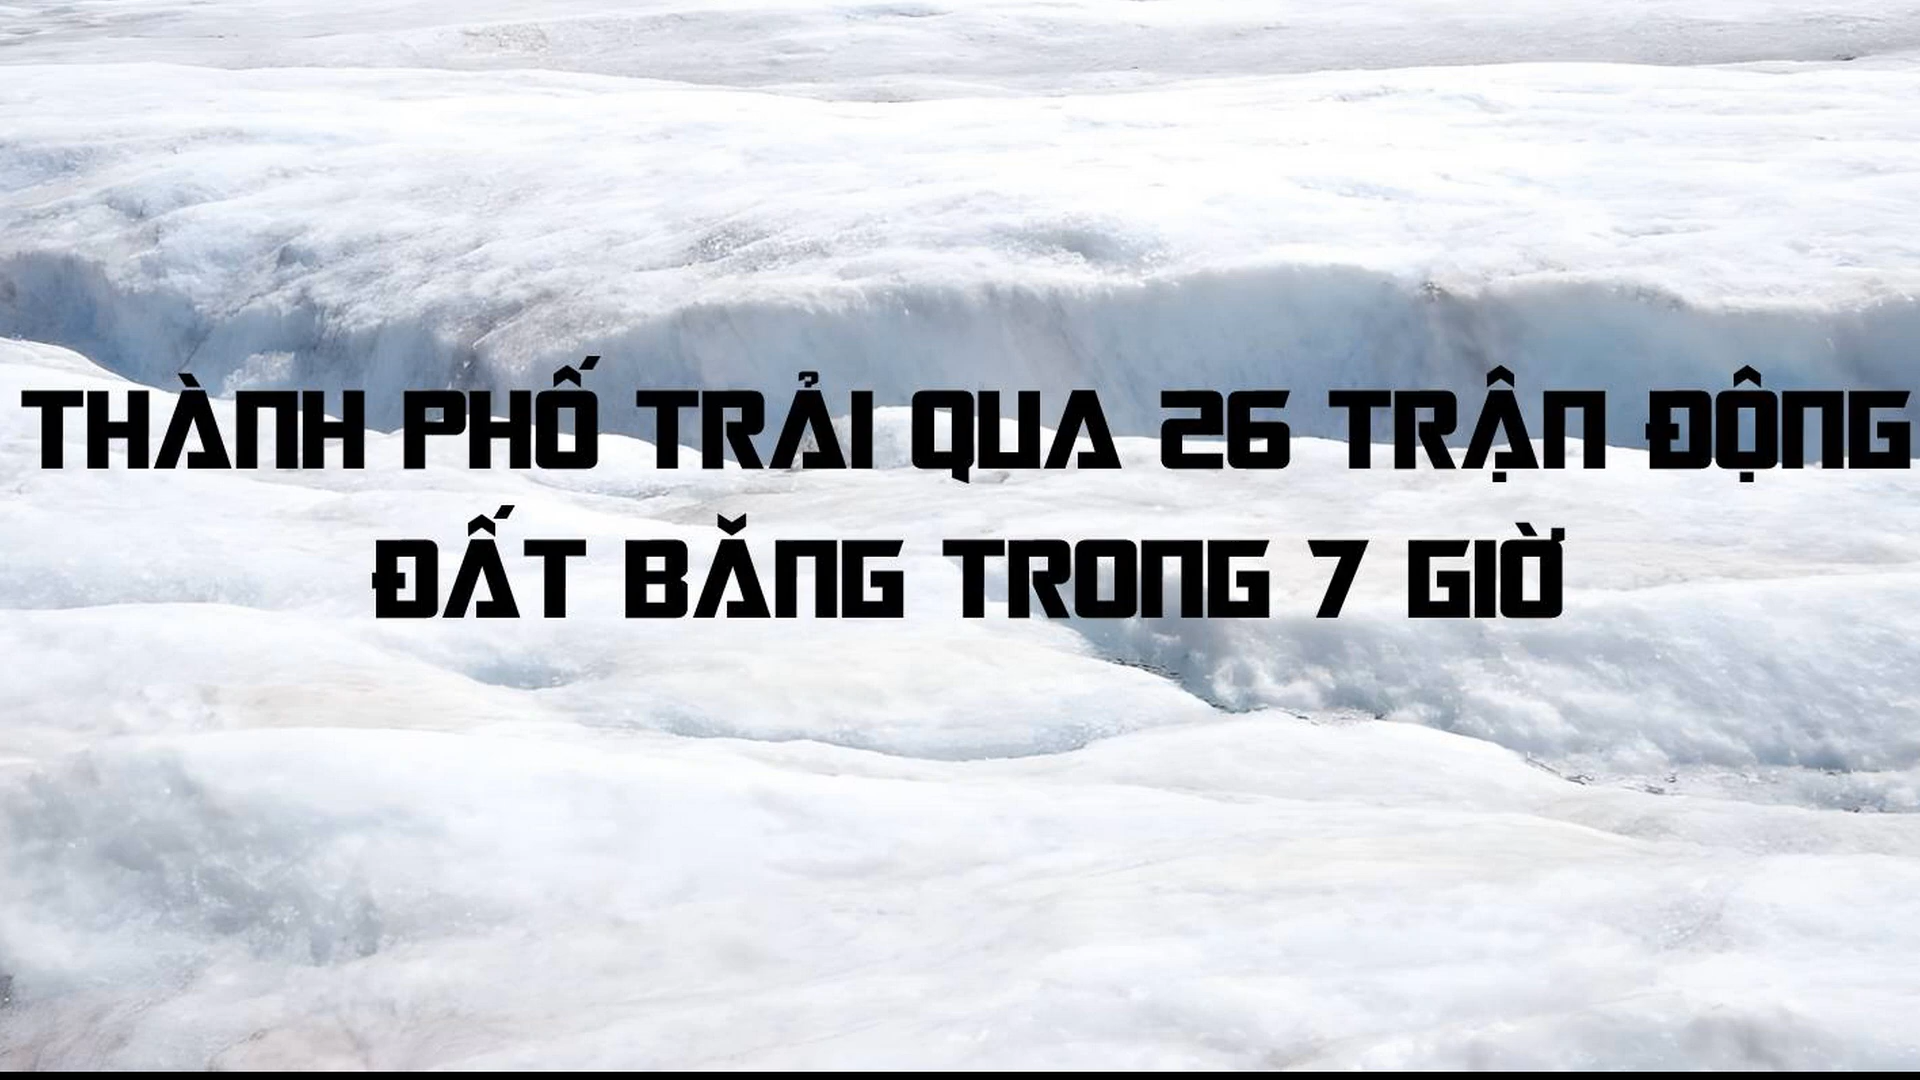 THÀNH PHỐ TRẢI QUA 26 TRẬN ĐỘNG
ĐẤT BĂNG TRONG 7 GIỜ